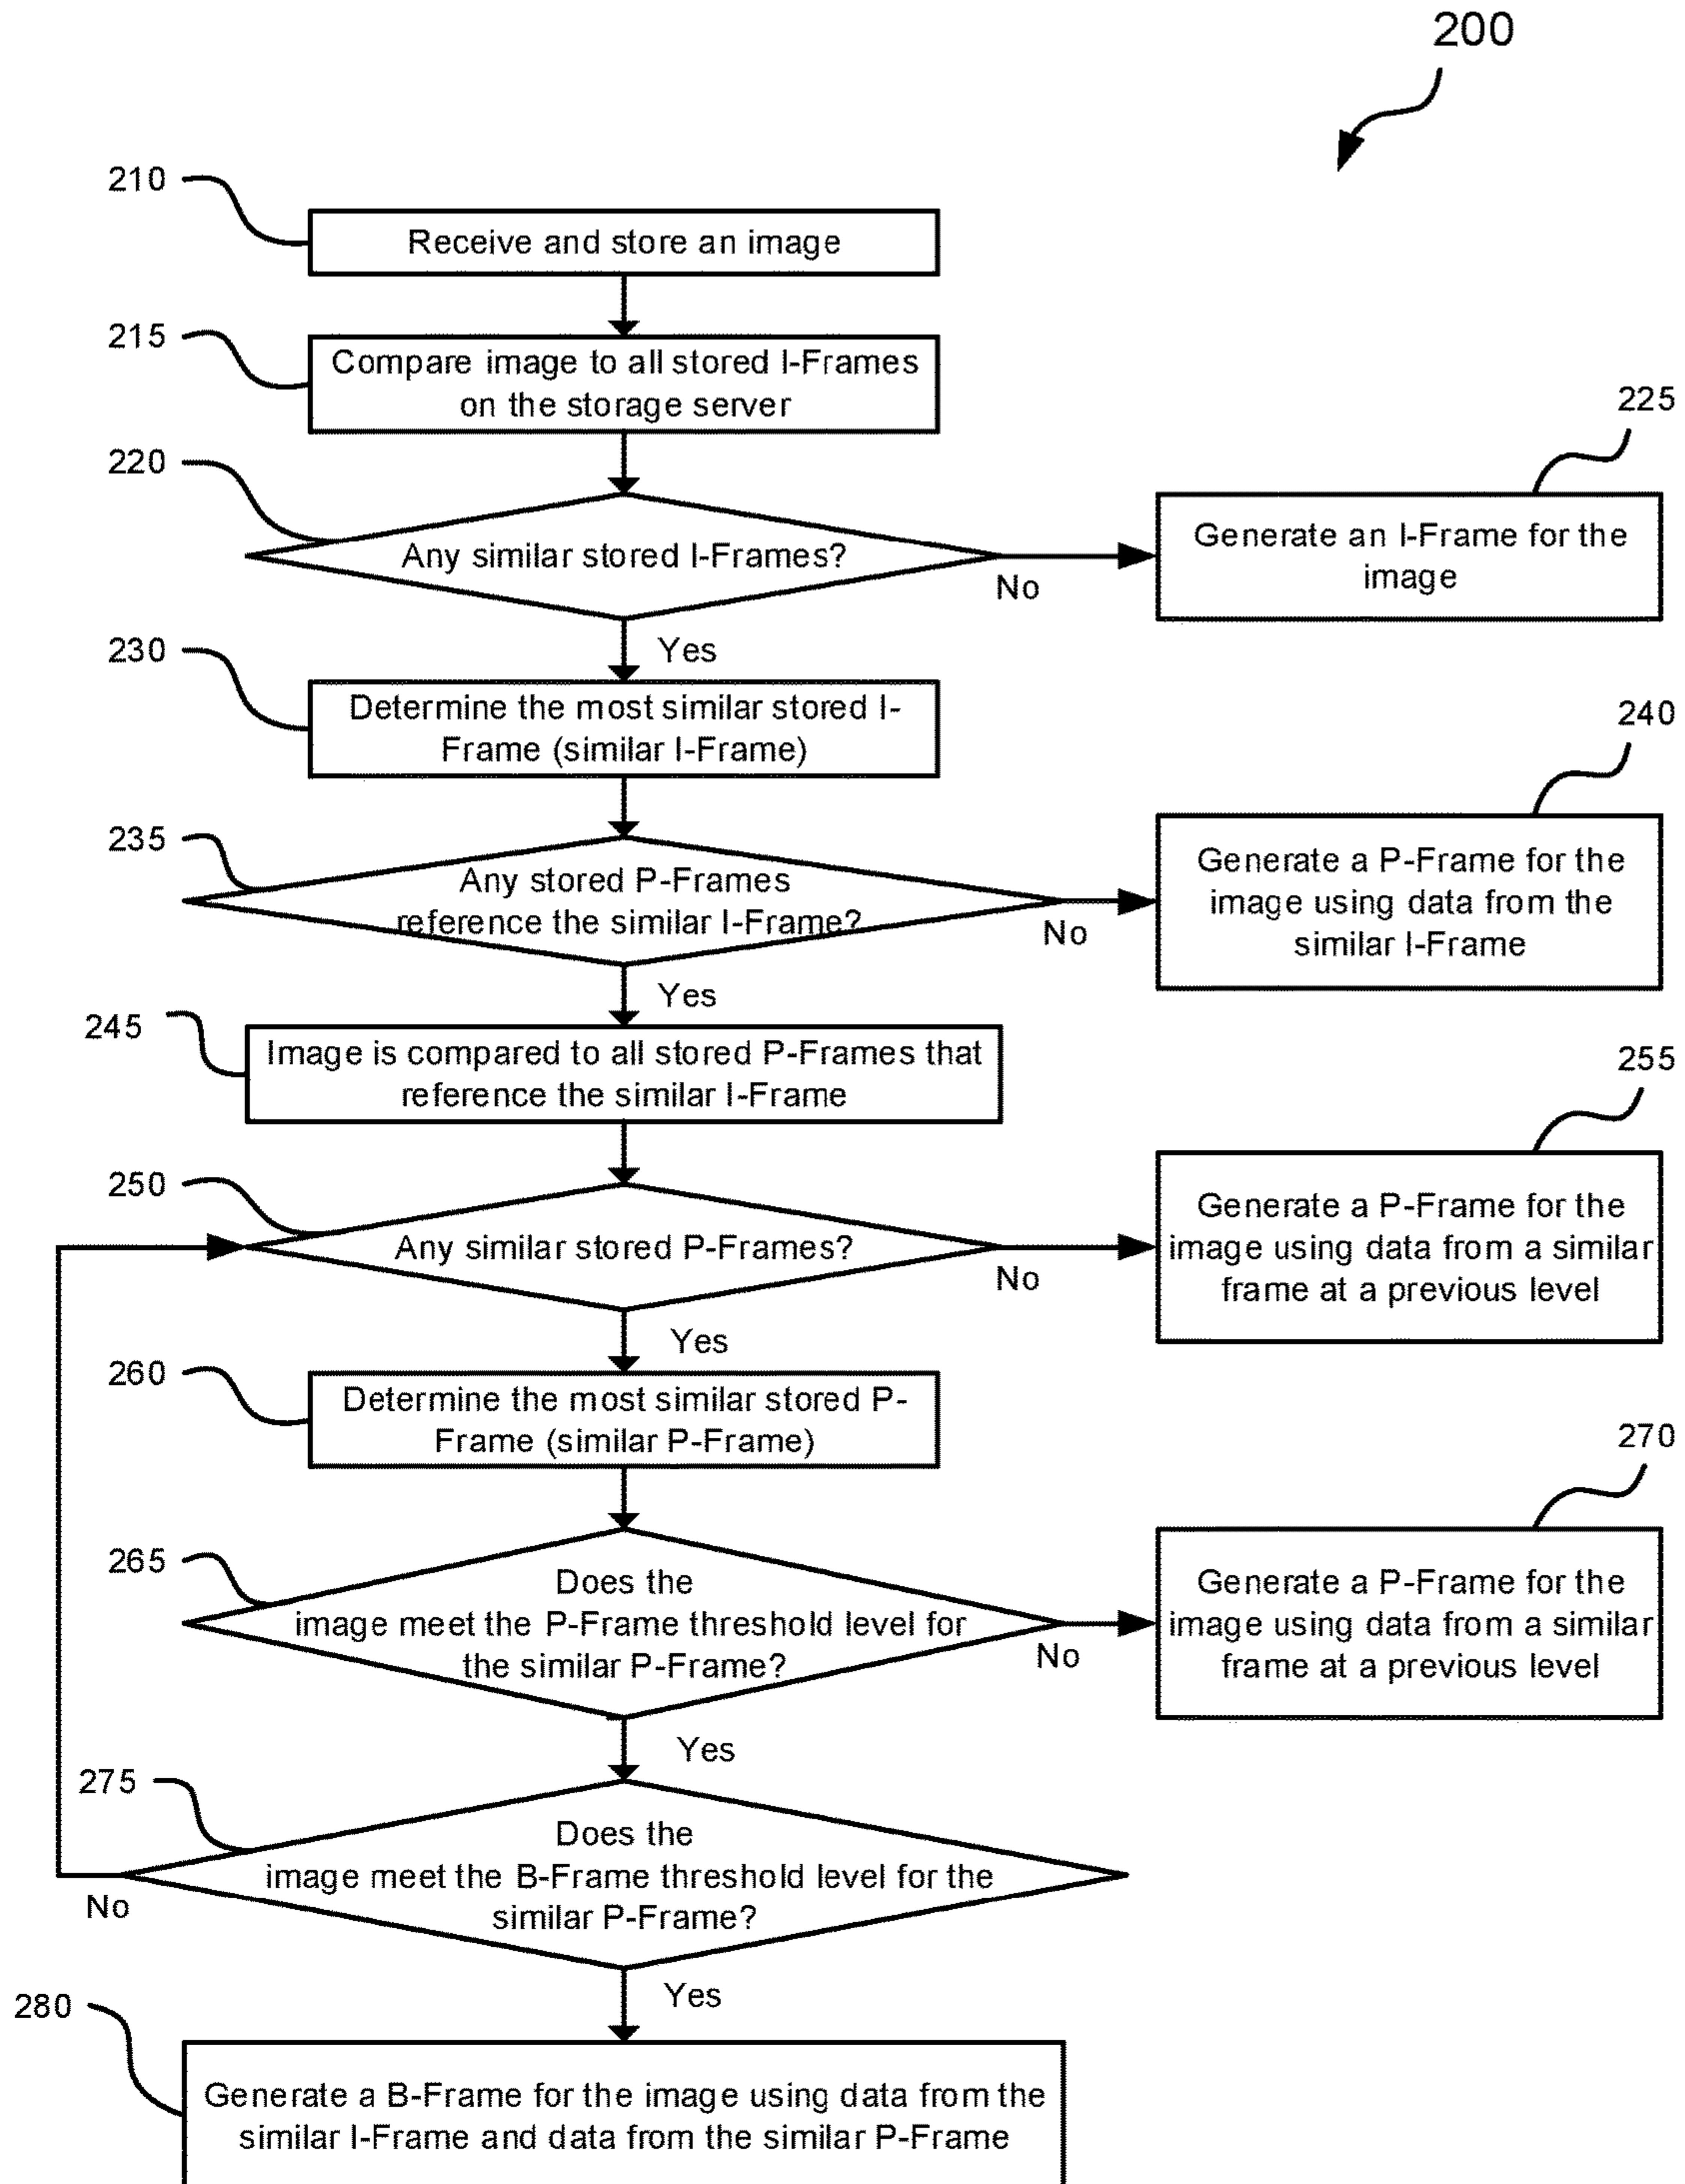 200
210
Receive and store an image
215
Compare image to all stored I-Frames
on the storage server
225
220
Any similar stored I-Frames?
No
Generate an I-Frame for the
image
Yes
230
Determine the most similar stored I-
Frame (similar I-Frame)
240
235
Any stored P-Frames
reference the similar I-Frame?
No
Generate a P-Frame for the
image using data from the
similar I-Frame
Yes
245
Image is compared to all stored P-Frames that
reference the similar I-Frame
255
250
Any similar stored P-Frames?
No
Generate a P-Frame for the
image using data from a similar
frame at a previous level
Yes
260
Determine the most similar stored P-
Frame (similar P-Frame)
270
265
Does the
image meet the P-Frame threshold level for
the similar P-Frame?
No
Generate a P-Frame for the
image using data from a similar
frame at a previous level
Yes
275
Does the
image meet the B-Frame threshold level for the
similar P-Frame?
No
Yes
280
Generate a B-Frame for the image using data from the
similar I-Frame and data from the similar P-Frame